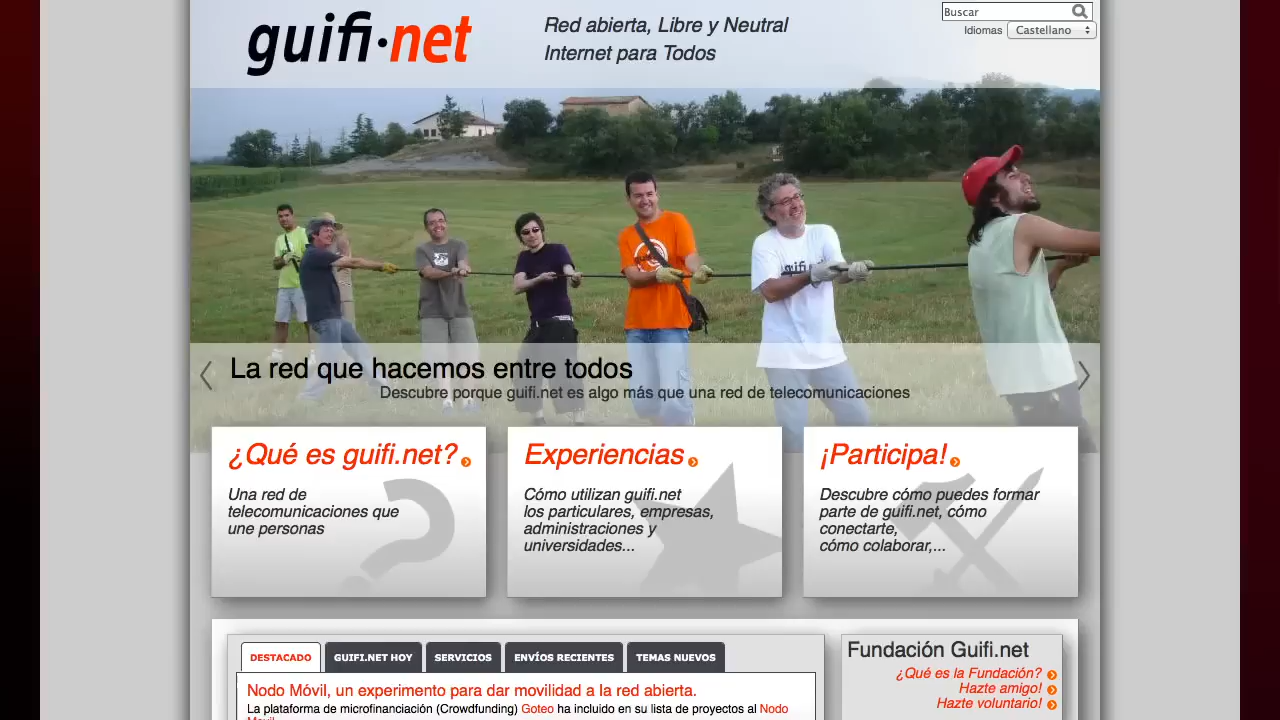 guifi·net
Red abierta, Libre y Neutral
Internet para Todos
Buscar
Idiomas Castellano
guifi.net
La red que hacemos entre todos
Descubre porque guifi.net es algo más que una red de telecomunicaciones
¿Qué es guifi.net?
Una red de
telecomunicaciones que
une personas
Experiencias
Cómo utilizan guifi.net
los particulares, empresas,
administraciones y
universidades...
¡Participa!
Descubre cómo puedes formar
parte de guifi.net, cómo
conectarte,
cómo colaborar,...
DESTACADO GUIFI.NET HOY SERVICIOS ENVÍOS RECIENTES TEMAS NUEVOS
Nodo Móvil, un experimento para dar movilidad a la red abierta.
La plataforma de microfinanciación (Crowdfunding) Goteo ha incluido en su lista de proyectos al Nodo
Móvil
Fundación Guifi.net
¿Qué es la Fundación?
Hazte amigo!
Hazte voluntario!